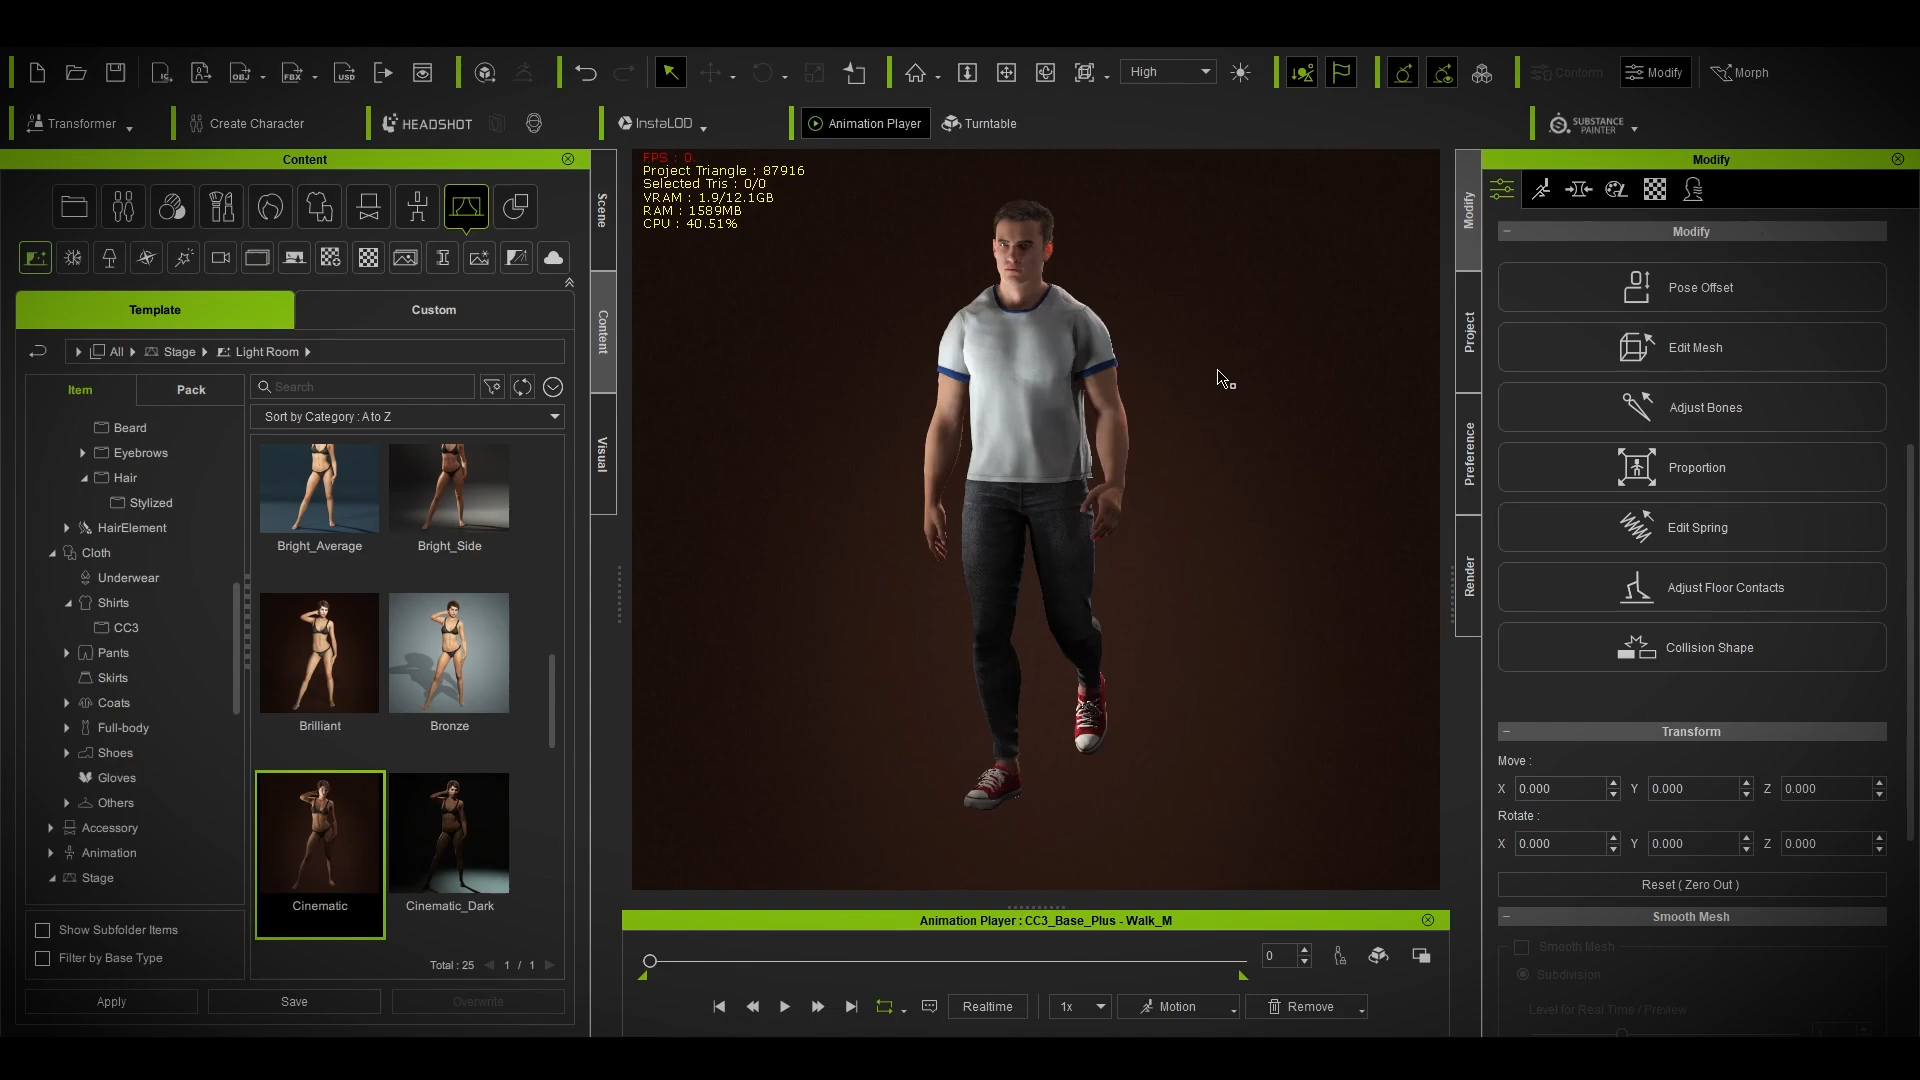 High
Conform
Modify
Morph
Transformer
Create Character
HEADSHOT
InstaLOD
Animation Player
Turntable
SUBSTANCE
PAINTER
Content
Modify
FPS : 0.
Project Triangle : 87916
Selected Tris : 0/0
VRAM : 1.9/12.1GB
RAM : 1589MB
CPU : 40.51%
Scene
Content
Visual
Modify
Project
Preference
Render
Template
Custom
All
Stage
Light Room
Item
Pack
Search
Sort by Category : A to Z
Beard
Eyebrows
Hair
Stylized
HairElement
Cloth
Underwear
Shirts
CC3
Pants
Skirts
Coats
Full-body
Shoes
Gloves
Others
Accessory
Animation
Stage
Bright_Average
Bright_Side
Brilliant
Bronze
Cinematic
Cinematic_Dark
Show Subfolder Items
Filter by Base Type
Total : 25
1 / 1
Apply
Save
Overwrite
Modify
Pose Offset
Edit Mesh
Adjust Bones
Proportion
Edit Spring
Adjust Floor Contacts
Collision Shape
Transform
Move :
X 0.000 Y 0.000 Z 0.000
Rotate :
X 0.000 Y 0.000 Z 0.000
Reset ( Zero Out )
Smooth Mesh
Smooth Mesh
Subdivision
Level for Real Time / Preview
Animation Player : CC3_Base_Plus - Walk_M
0
Realtime
1x
Motion
Remove